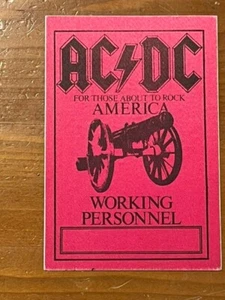 AC⚡DC
FOR THOSE ABOUT TO ROCK
AMERICA
WORKING
PERSONNEL